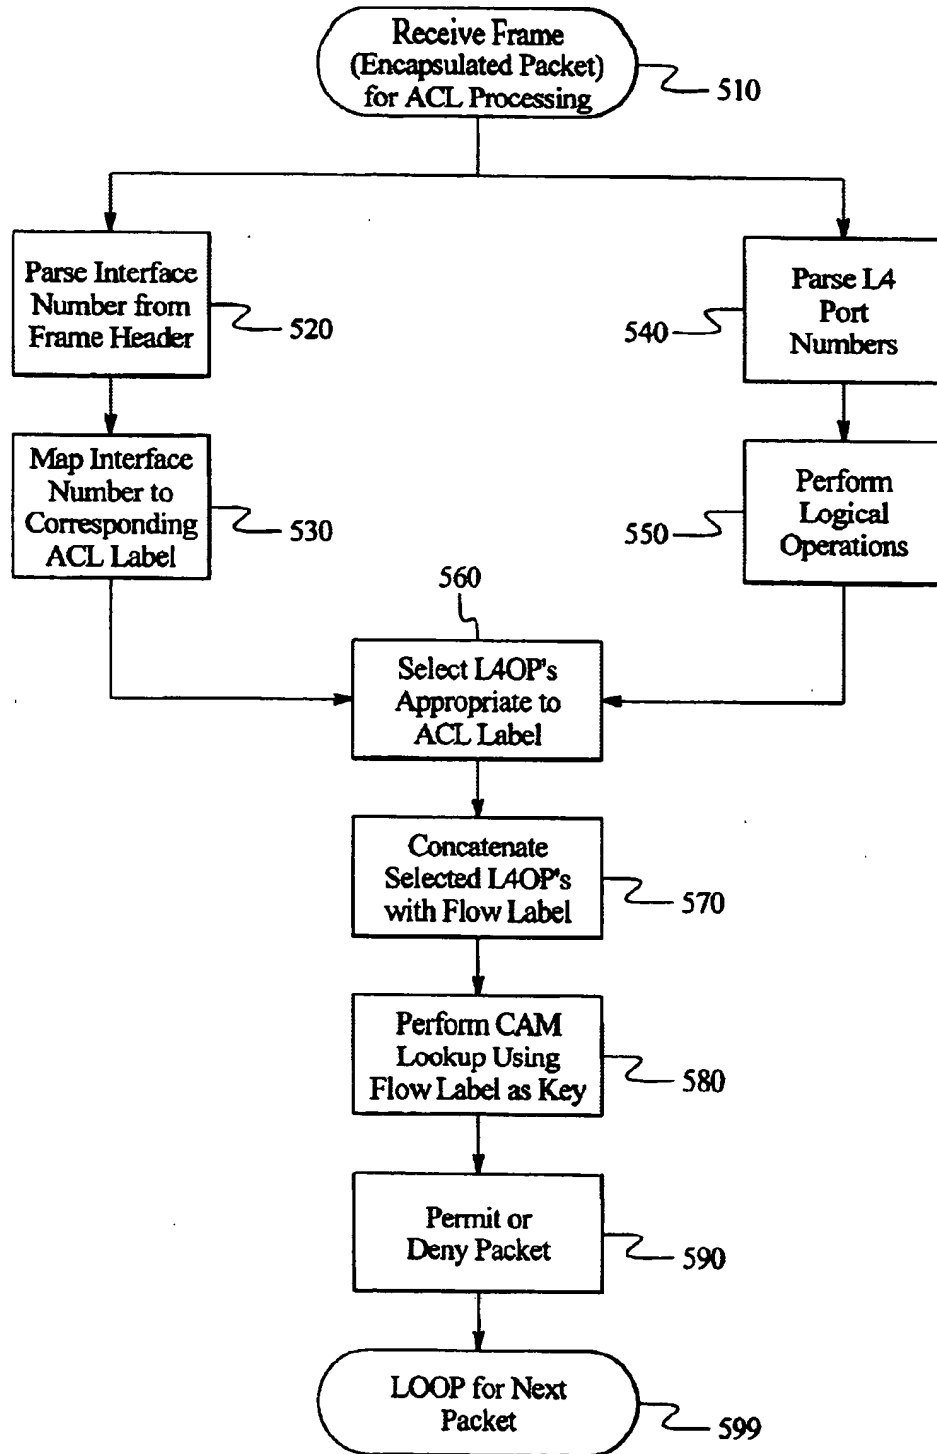 Receive Frame
(Encapsulated Packet)
for ACL Processing
510
Parse Interface
Number from
Frame Header
520
Parse L4
Port
Numbers
540
Map Interface
Number to
Corresponding
ACL Label
530
Perform
Logical
Operations
550
560
Select L4OP's
Appropriate to
ACL Label
Concatenate
Selected L4OP's
with Flow Label
570
Perform CAM
Lookup Using
Flow Label as Key
580
Permit or
Deny Packet
590
LOOP for Next
Packet
599